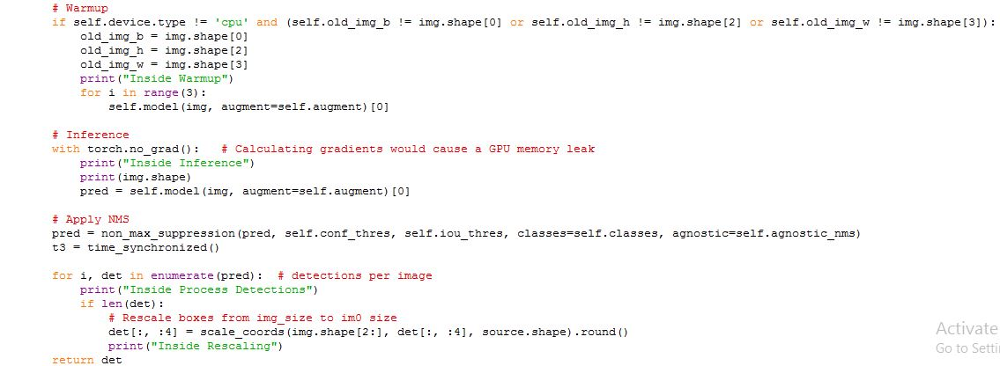 # Warmup
if self.device.type != 'cpu' and (self.old_img_b != img.shape[0] or self.old_img_h != img.shape[2] or self.old_img_w != img.shape[3]):
    old_img_b = img.shape[0]
    old_img_h = img.shape[2]
    old_img_w = img.shape[3]
    print("Inside Warmup")
    for i in range(3):
        self.model(img, augment=self.augment)[0]

# Inference
with torch.no_grad():   # Calculating gradients would cause a GPU memory leak
    print("Inside Inference")
    print(img.shape)
    pred = self.model(img, augment=self.augment)[0]

# Apply NMS
pred = non_max_suppression(pred, self.conf_thres, self.iou_thres, classes=self.classes, agnostic=self.agnostic_nms)
t3 = time_synchronized()

for i, det in enumerate(pred):  # detections per image
    print("Inside Process Detections")
    if len(det):
        # Rescale boxes from img_size to im0 size
        det[:, :4] = scale_coords(img.shape[2:], det[:, :4], source.shape).round()
        print("Inside Rescaling")
return det
Activate
Go to Setti